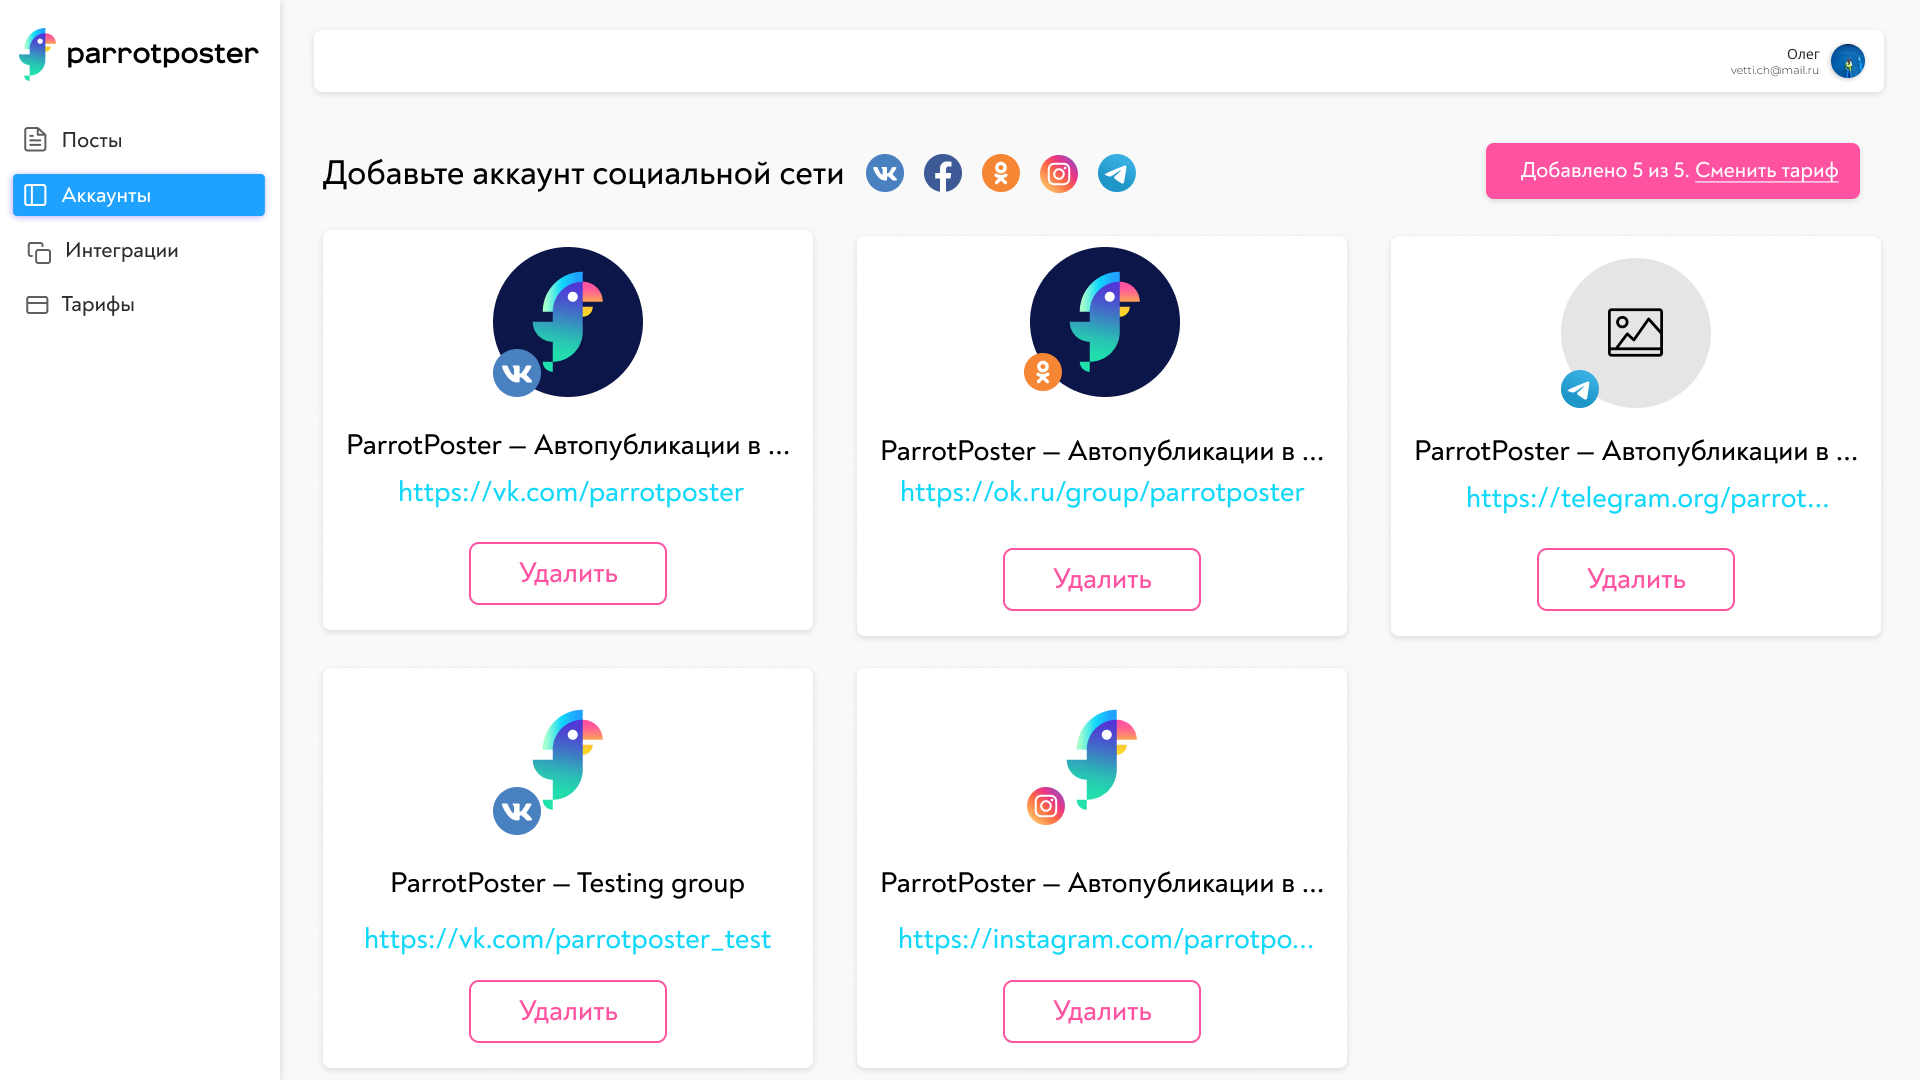 parrotposter
Посты
Аккаунты
Интеграции
Тарифы
Олег
vetti.ch@mail.ru
Добавьте аккаунт социальной сети
Добавлено 5 из 5. Сменить тариф
ParrotPoster — Автопубликации в ...
https://vk.com/parrotposter
Удалить
ParrotPoster — Автопубликации в ...
https://ok.ru/group/parrotposter
Удалить
ParrotPoster — Автопубликации в ...
https://telegram.org/parrot...
Удалить
ParrotPoster — Testing group
https://vk.com/parrotposter_test
Удалить
ParrotPoster — Автопубликации в ...
https://instagram.com/parrotpo...
Удалить